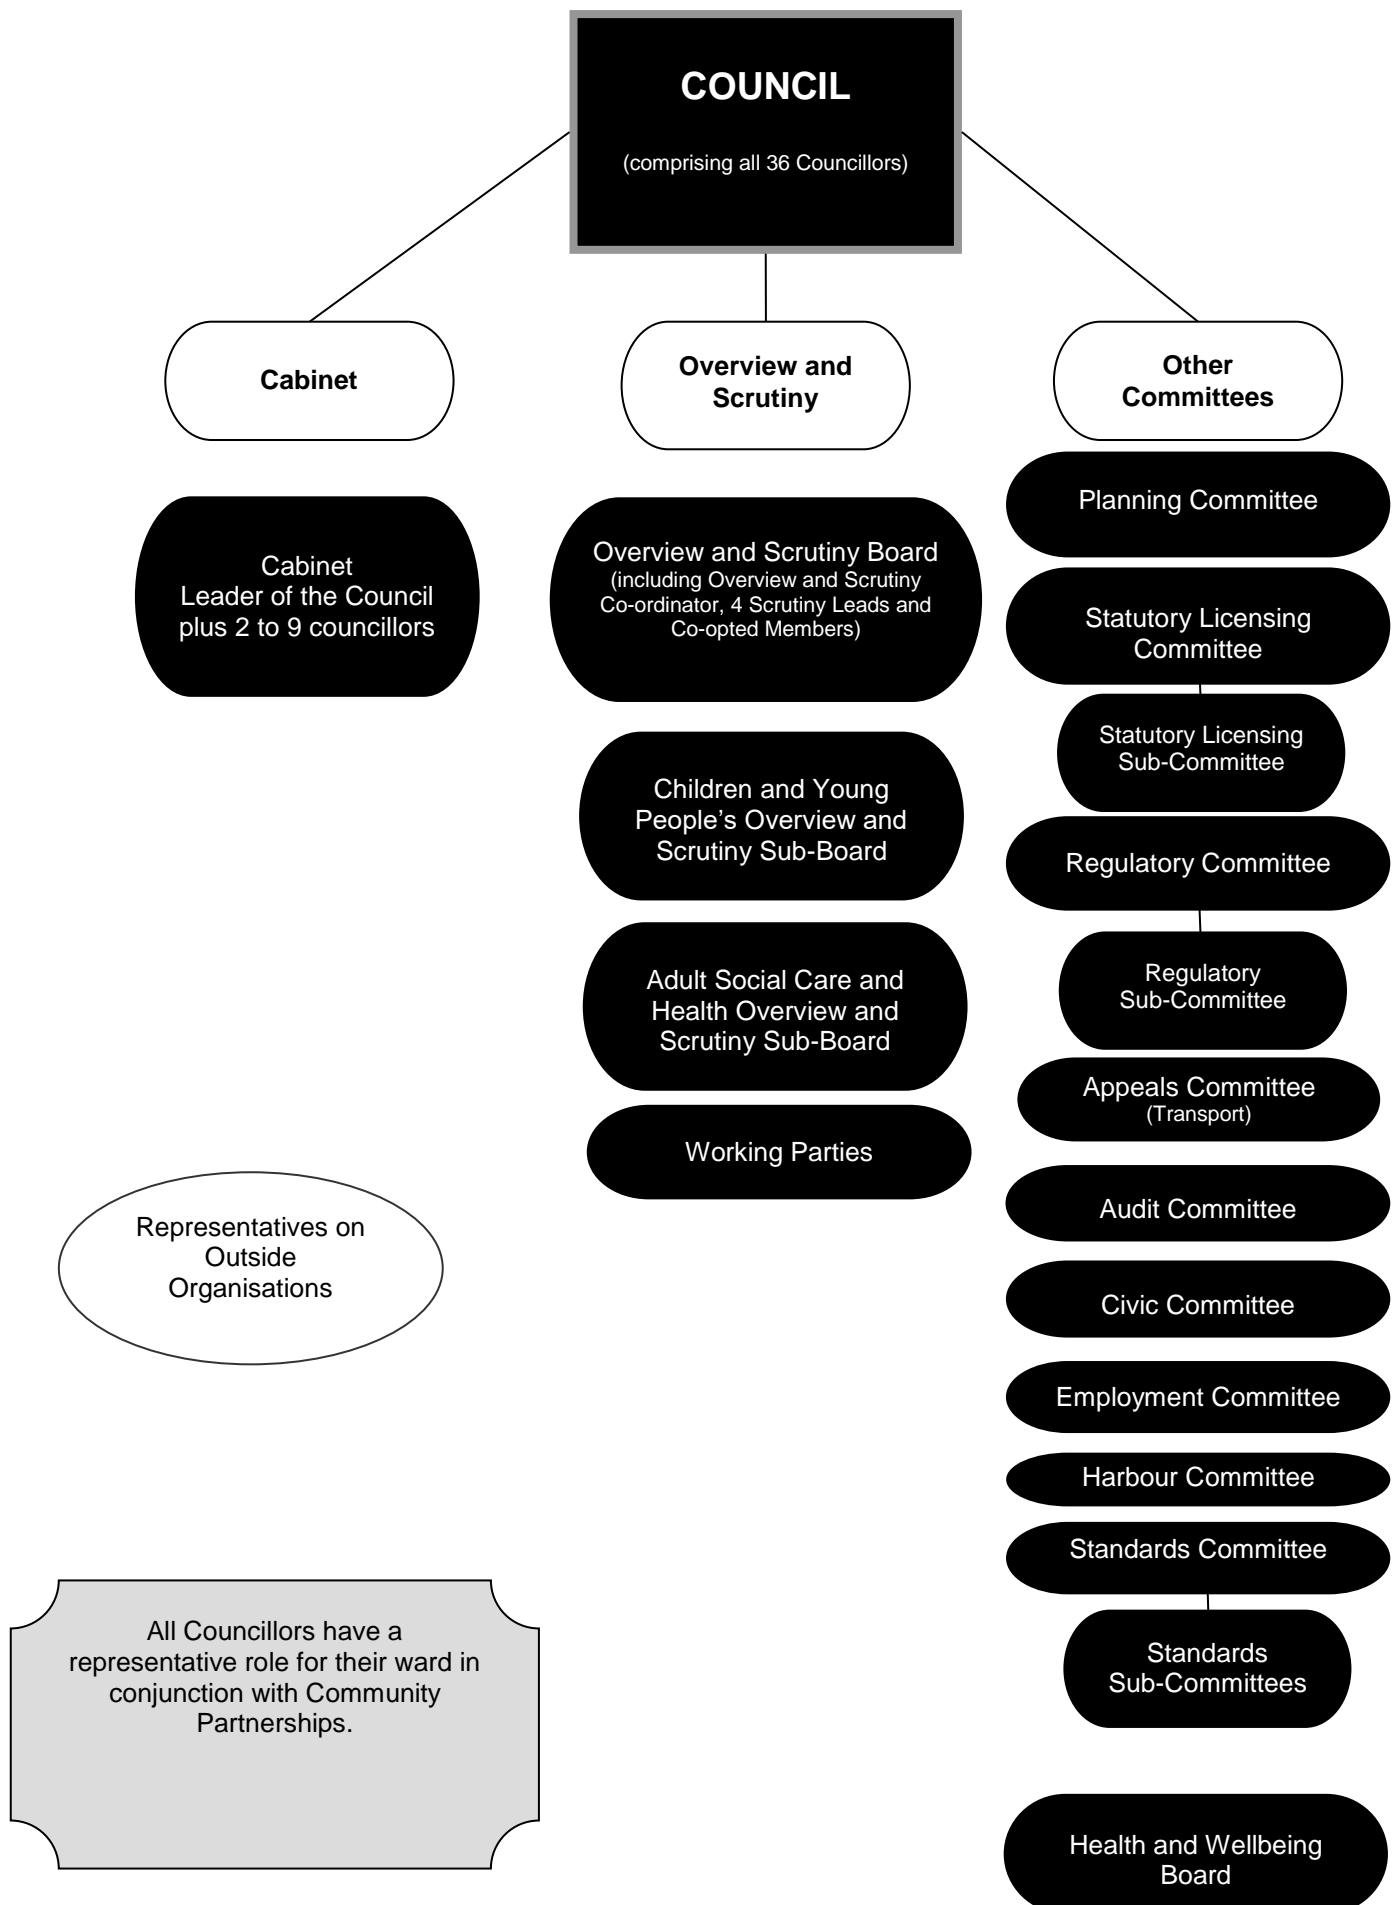 COUNCIL
(comprising all 36 Councillors)
Cabinet
Overview and
Scrutiny
Other
Committees
Cabinet
Leader of the Council
plus 2 to 9 councillors
Overview and Scrutiny Board
(including Overview and Scrutiny
Co-ordinator, 4 Scrutiny Leads and
Co-opted Members)
Children and Young
People’s Overview and
Scrutiny Sub-Board
Adult Social Care and
Health Overview and
Scrutiny Sub-Board
Working Parties
Planning Committee
Statutory Licensing
Committee
Statutory Licensing
Sub-Committee
Regulatory Committee
Regulatory
Sub-Committee
Appeals Committee
(Transport)
Audit Committee
Civic Committee
Employment Committee
Harbour Committee
Standards Committee
Standards
Sub-Committees
Health and Wellbeing
Board
Representatives on
Outside
Organisations
All Councillors have a
representative role for their ward in
conjunction with Community
Partnerships.